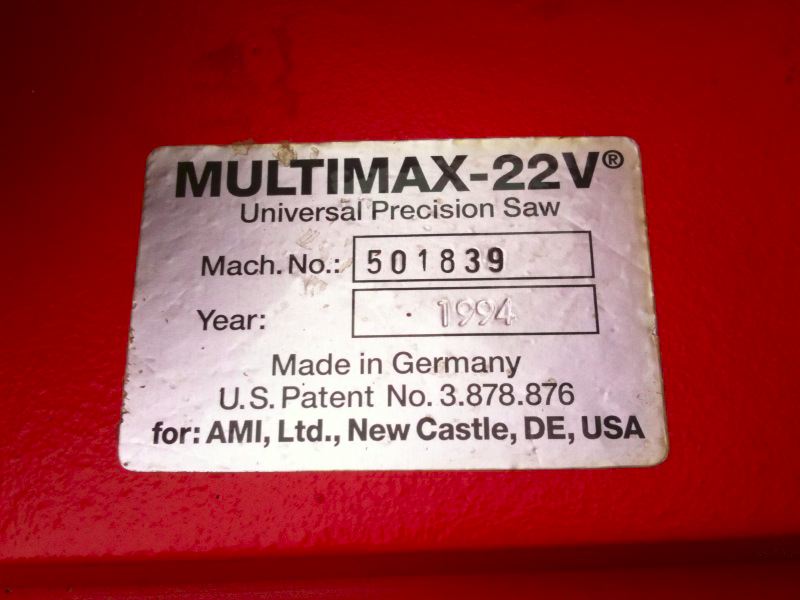 MULTIMAX-22V®
Universal Precision Saw
Mach. No.: 501839
Year: 1994
Made in Germany
U.S. Patent No. 3.878.876
for: AMI, Ltd., New Castle, DE, USA